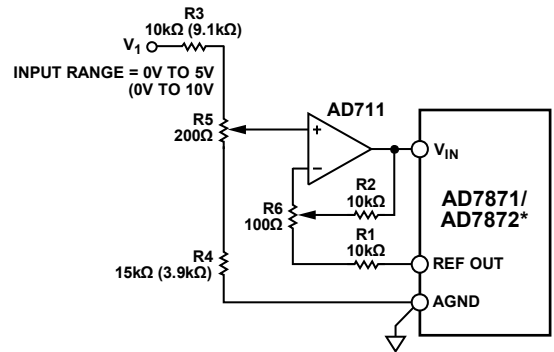 R3
10kΩ (9.1kΩ)
V1
INPUT RANGE = 0V TO 5V
(0V TO 10V
R5
200Ω
AD711
+
–
VIN
AD7871/
AD7872*
R2
10kΩ
R6
100Ω
R1
10kΩ
REF OUT
R4
15kΩ (3.9kΩ)
AGND